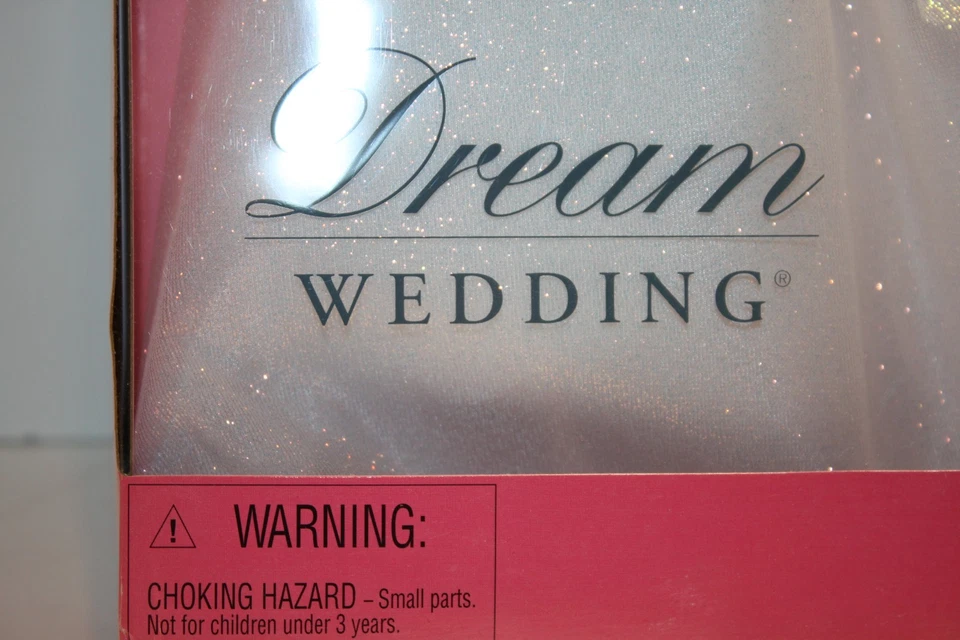 Dream
WEDDING®
! WARNING:
CHOKING HAZARD – Small parts.
Not for children under 3 years.